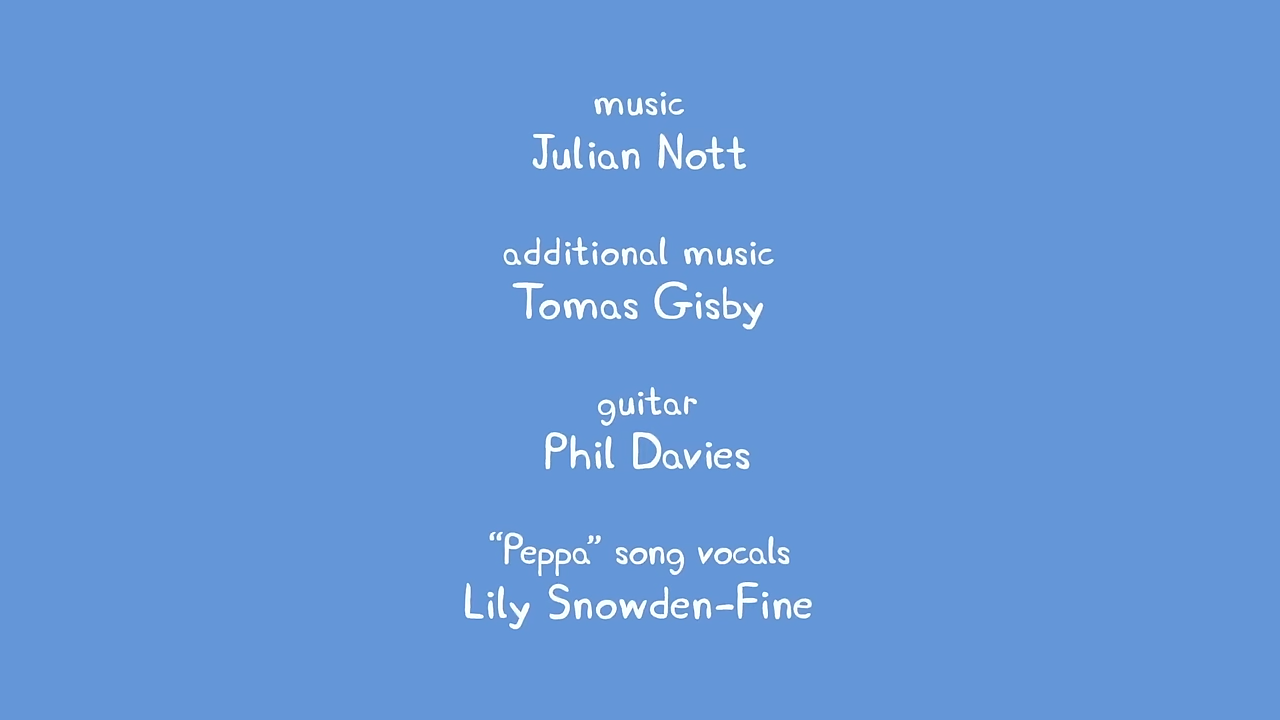 music
Julian Nott
additional music
Tomas Gisby
guitar
Phil Davies
“Peppa” song vocals
Lily Snowden-Fine